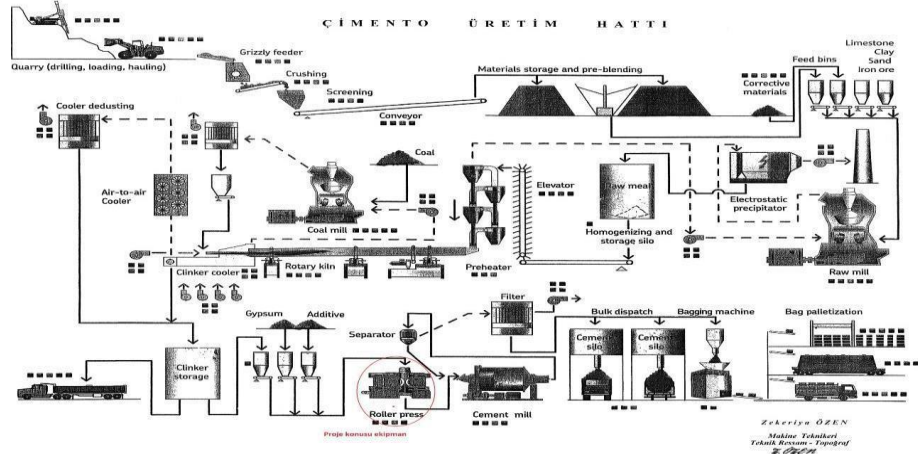 ÇİMENTO ÜRETİM HATTI
Quarry (drilling, loading, hauling)
Grizzly feeder
Crushing
Screening
Conveyor
Materials storage and pre-blending
Corrective
materials
Feed bins
Limestone
Clay
Sand
Iron ore
Cooler dedusting
Air-to-air
Cooler
Coal
Coal mill
Elevator
Raw meal
Homogenizing and
storage silo
Electrostatic
precipitator
Raw mill
Clinker cooler
Rotary kiln
Preheater
Gypsum
Additive
Separator
Filter
Bulk dispatch
Bagging machine
Bag palletization
Cement
silo
Cement
silo
Clinker
storage
Roller press
Cement mill
Proje konusu ekipman
Zekeriya ÖZEN
Makine Teknikeri
Teknik Ressam - Topoğraf
Z. ÖZEN